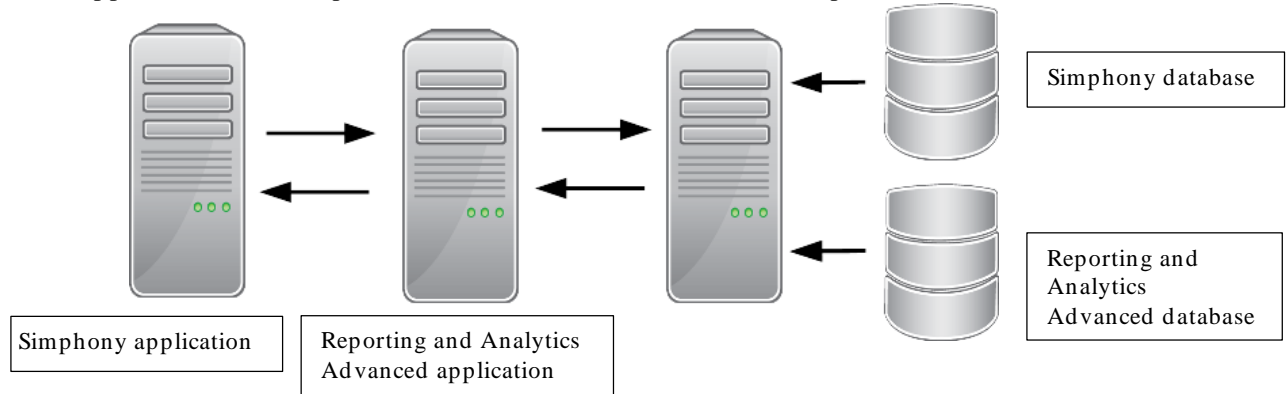 Simphony database
Reporting and
Analytics
Advanced database
Simphony application
Reporting and Analytics
Advanced application